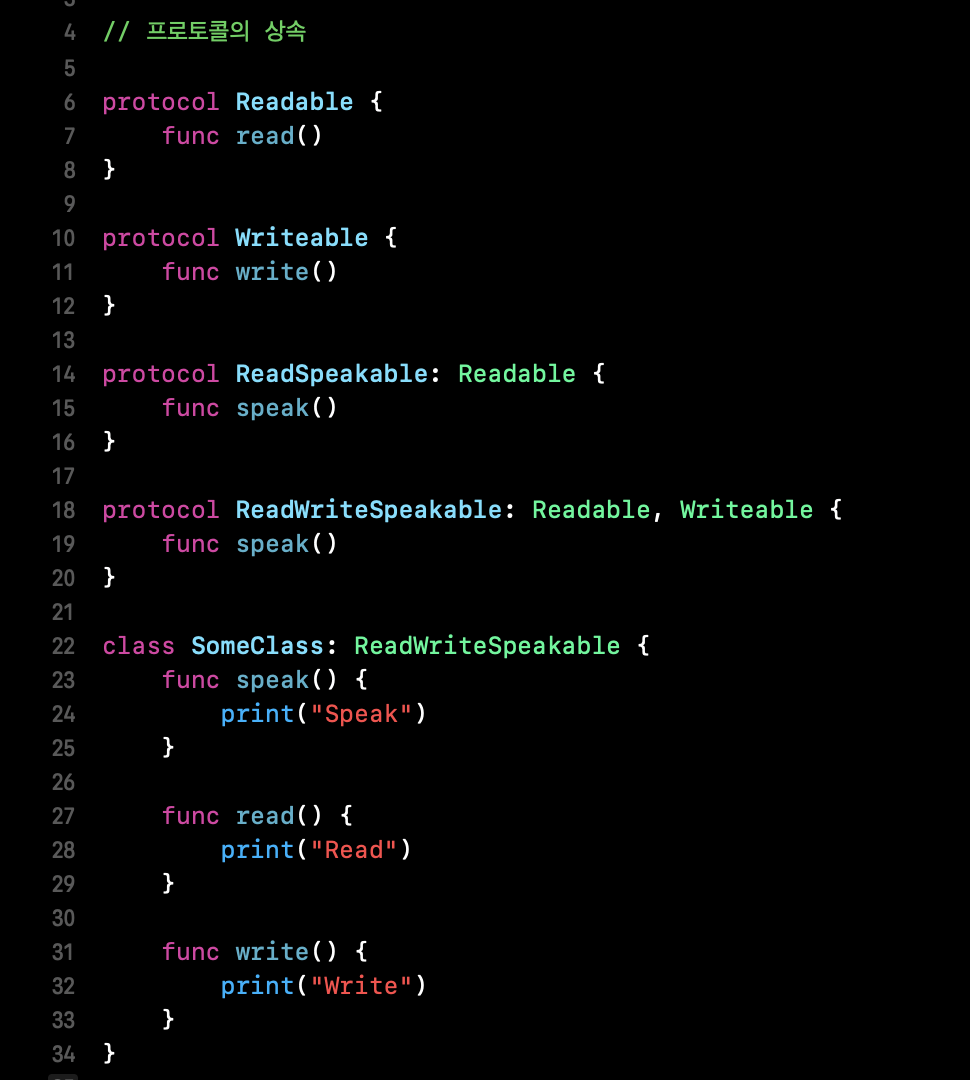 4 // 프로토콜의 상속
5
6 protocol Readable {
7     func read()
8 }
9
10 protocol Writeable {
11     func write()
12 }
13
14 protocol ReadSpeakable: Readable {
15     func speak()
16 }
17
18 protocol ReadWriteSpeakable: Readable, Writeable {
19     func speak()
20 }
21
22 class SomeClass: ReadWriteSpeakable {
23     func speak() {
24         print("Speak")
25     }
26
27     func read() {
28         print("Read")
29     }
30
31     func write() {
32         print("Write")
33     }
34 }